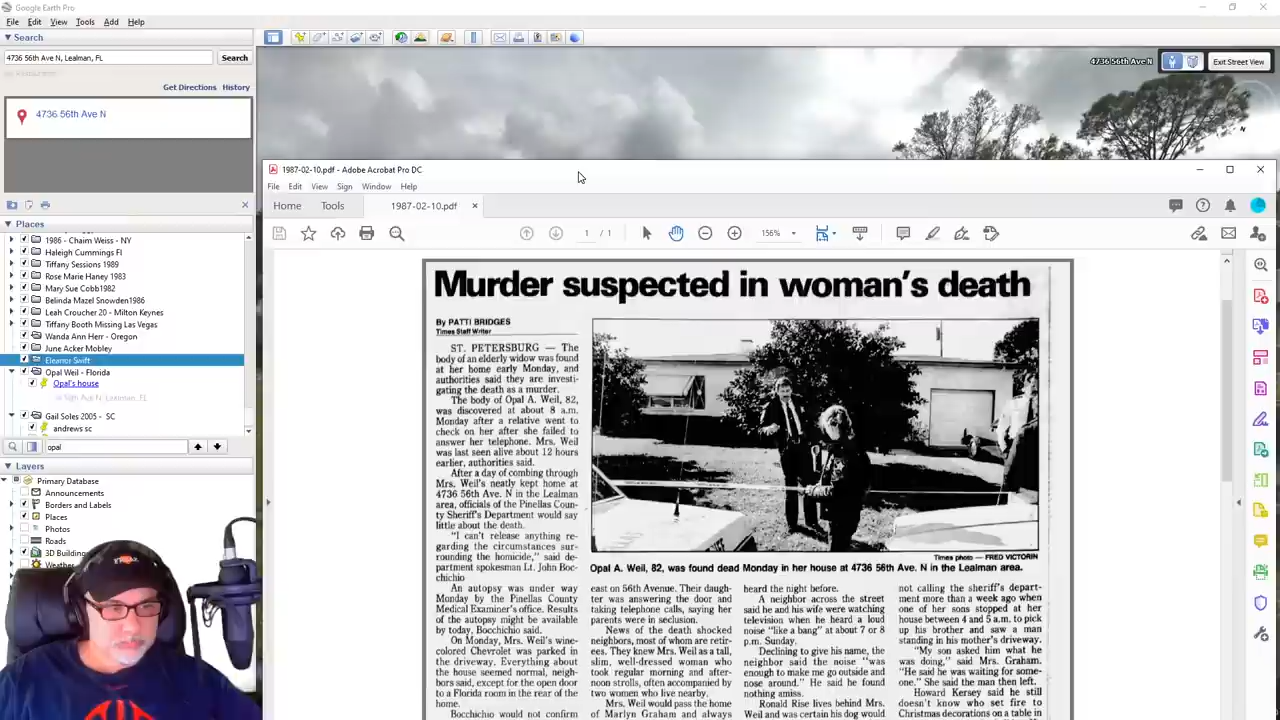 Google Earth Pro
File Edit View Tools Add Help
Search
4736 56th Ave N, Lealman, FL
Search
Get Directions History
4736 56th Ave N
Places
1986 - Chaim Weiss - NY
Haleigh Cummings Fl
Tiffany Sessions 1989
Rose Marie Haney 1983
Mary Sue Cobb1982
Belinda Mazel Snowden1986
Leah Croucher 20 - Milton Keynes
Tiffany Booth Missing Las Vegas
Wanda Ann Herr - Oregon
June Acker Mobley
Eleanor Swift
Opal Weil - Florida
Opal's house
56th Ave N, Lealman, FL
Gail Soles 2005 - SC
andrews sc
opal
Layers
Primary Database
Announcements
Borders and Labels
Places
Photos
Roads
3D Buildings
4736 56th Ave N
Exit Street View
1987-02-10.pdf - Adobe Acrobat Pro DC
File Edit View Sign Window Help
Home Tools 1987-02-10.pdf ×
1 / 1 156%
Murder suspected in woman's death
By PATTI BRIDGES
Times Staff Writer
ST. PETERSBURG — The
body of an elderly widow was found
at her home early Monday, and
authorities said they are investi-
gating the death as a murder.
The body of Opal A. Weil, 82,
was discovered at about 8 a.m.
Monday after a relative went to
check on her after she failed to
answer her telephone. Mrs. Weil
was last seen alive about 12 hours
earlier, authorities said.
After a day of combing through
Mrs. Weil's neatly kept home at
4736 56th Ave. N in the Lealman
area, officials of the Pinellas Coun-
ty Sheriff's Department would say
little about the death.
"I can't release anything re-
garding the circumstances sur-
rounding the homicide," said de-
partment spokesman Lt. John Boc-
chichio
An autopsy was under way
Monday by the Pinellas County
Medical Examiner's office. Results
of the autopsy might be available
by today, Bocchichio said.
On Monday, Mrs. Weil's wine-
colored Chevrolet was parked in
the driveway. Everything about
the house seemed normal, neigh-
bors said, except for the open door
to a Florida room in the rear of the
home.
Bocchichio would not confirm
Times photo — FRED VICTORIN
Opal A. Weil, 82, was found dead Monday in her house at 4736 56th Ave. N in the Lealman area.
east on 56th Avenue. Their daugh-
ter was answering the door and
taking telephone calls, saying her
parents were in seclusion.
News of the death shocked
neighbors, most of whom are retir-
ees. They knew Mrs. Weil as a tall,
slim, well-dressed woman who
took regular morning and after-
noon strolls, often accompanied by
two women who live nearby.
Mrs. Weil would pass the home
of Marlyn Graham and always
heard the night before.
A neighbor across the street
said he and his wife were watching
television when he heard a loud
noise "like a bang" at about 7 or 8
p.m. Sunday.
Declining to give his name, the
neighbor said the noise "was
enough to make me go outside and
nose around." He said he found
nothing amiss.
Ronald Rise lives behind Mrs.
Weil and was certain his dog would
not calling the sheriff's depart-
ment more than a week ago when
one of her sons stopped at her
house between 4 and 5 a.m. to pick
up his brother and saw a man
standing in his mother's driveway.
"My son asked him what he
was doing," said Mrs. Graham.
"He said he was waiting for some-
one." She said the man then left.
Howard Kersey said he still
doesn't know who set fire to
Christmas decorations on a table in